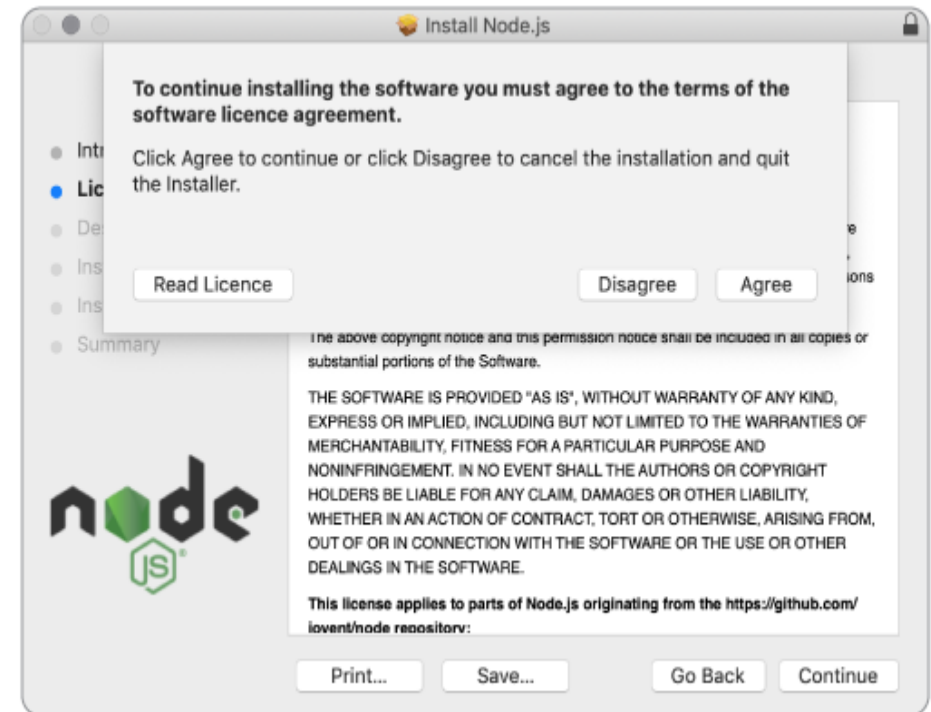 Install Node.js
To continue installing the software you must agree to the terms of the
software licence agreement.
Click Agree to continue or click Disagree to cancel the installation and quit
the Installer.
Read Licence
Disagree
Agree
Summary
node
JS
The above copyright notice and this permission notice shall be included in all copies or
substantial portions of the Software.
THE SOFTWARE IS PROVIDED "AS IS", WITHOUT WARRANTY OF ANY KIND,
EXPRESS OR IMPLIED, INCLUDING BUT NOT LIMITED TO THE WARRANTIES OF
MERCHANTABILITY, FITNESS FOR A PARTICULAR PURPOSE AND
NONINFRINGEMENT. IN NO EVENT SHALL THE AUTHORS OR COPYRIGHT
HOLDERS BE LIABLE FOR ANY CLAIM, DAMAGES OR OTHER LIABILITY,
WHETHER IN AN ACTION OF CONTRACT, TORT OR OTHERWISE, ARISING FROM,
OUT OF OR IN CONNECTION WITH THE SOFTWARE OR THE USE OR OTHER
DEALINGS IN THE SOFTWARE.
This license applies to parts of Node.js originating from the https://github.com/
joyent/node repository:
Print...
Save...
Go Back
Continue